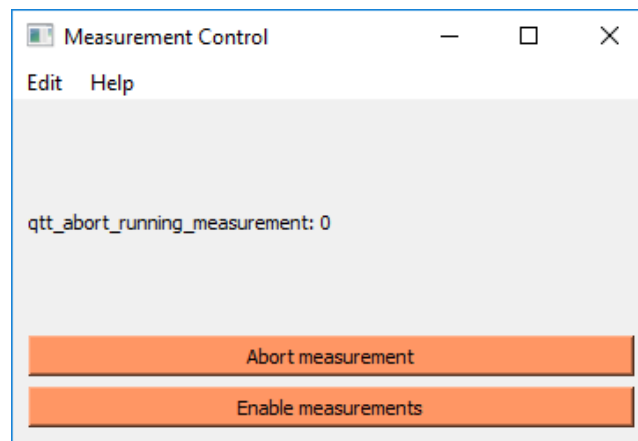 Measurement Control
Edit Help
qtt_abort_running_measurement: 0
Abort measurement
Enable measurements